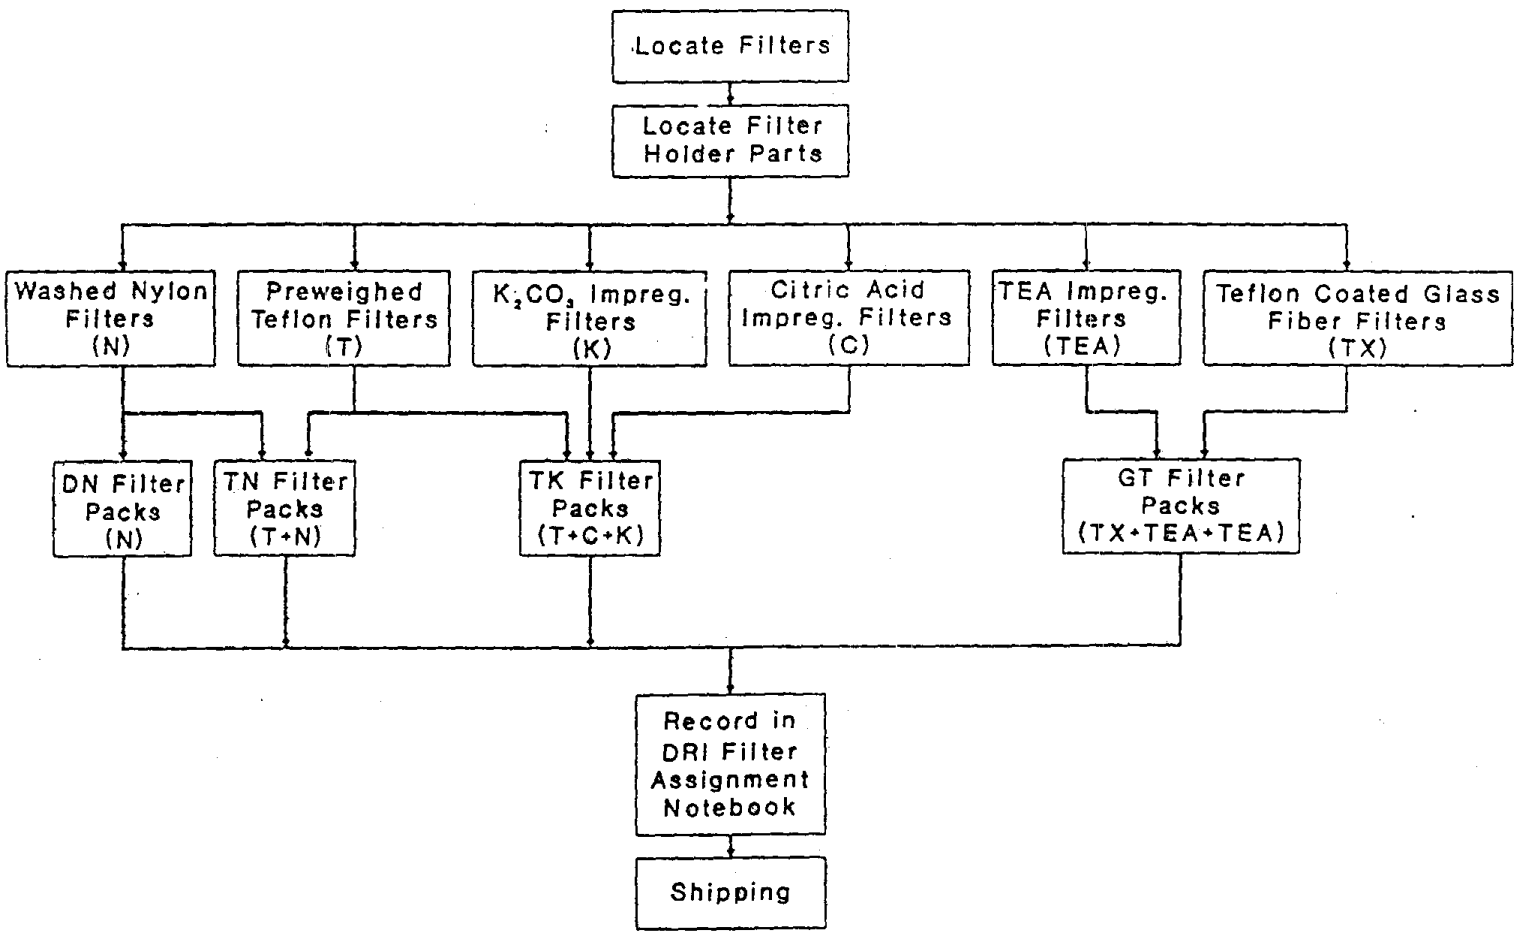 Locate Filters
Locate Filter
Holder Parts
Washed Nylon
Filters
(N)
Preweighed
Teflon Filters
(T)
K₂CO₃ Impreg.
Filters
(K)
Citric Acid
Impreg. Filters
(C)
TEA Impreg.
Filters
(TEA)
Teflon Coated Glass
Fiber Filters
(TX)
DN Filter
Packs
(N)
TN Filter
Packs
(T+N)
TK Filter
Packs
(T+C+K)
GT Filter
Packs
(TX+TEA+TEA)
Record in
DRI Filter
Assignment
Notebook
Shipping